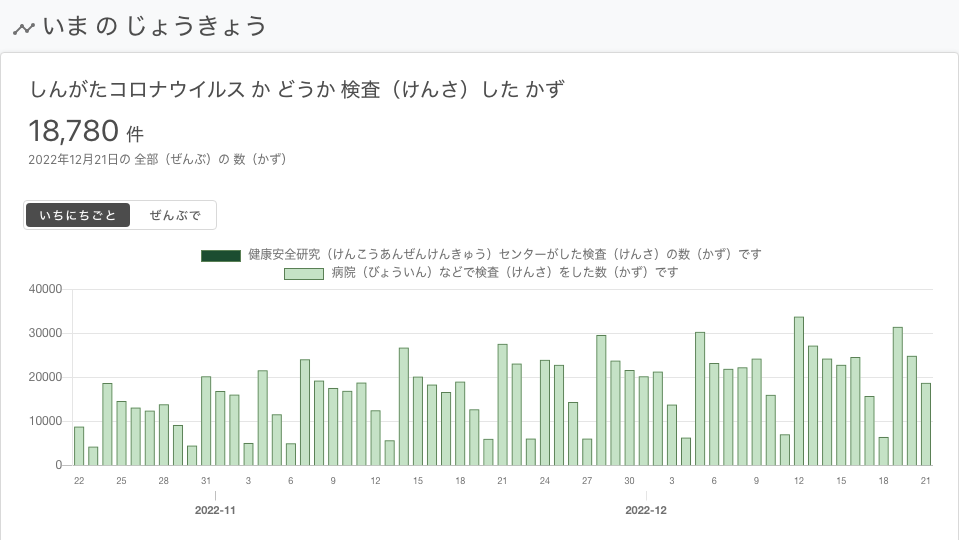 いま の じょうきょう
しんがたコロナウイルス か どうか 検査（けんさ）した かず
18,780 件
2022年12月21日の 全部（ぜんぶ）の 数（かず）
いちにちごと ぜんぶで
健康安全研究（けんこうあんぜんけんきゅう）センターがした検査（けんさ）の数（かず）です
病院（びょういん）などで検査（けんさ）をした数（かず）です
40000
30000
20000
10000
0
22 25 28 31 3 6 9 12 15 18 21 24 27 30 3 6 9 12 15 18 21
2022-11 2022-12